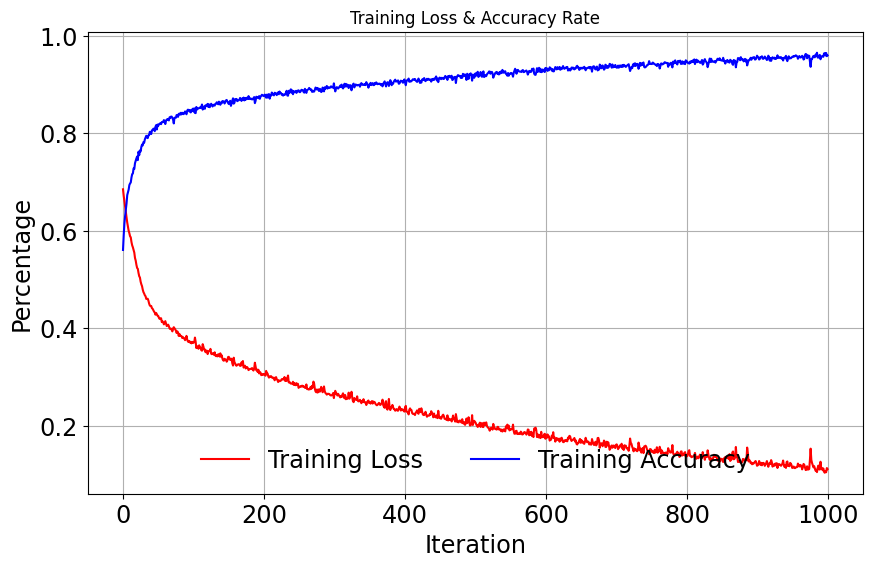 Training Loss & Accuracy Rate
1.0
0.8
0.6
0.4
0.2
Percentage
Training Loss
Training Accuracy
0 200 400 600 800 1000
Iteration